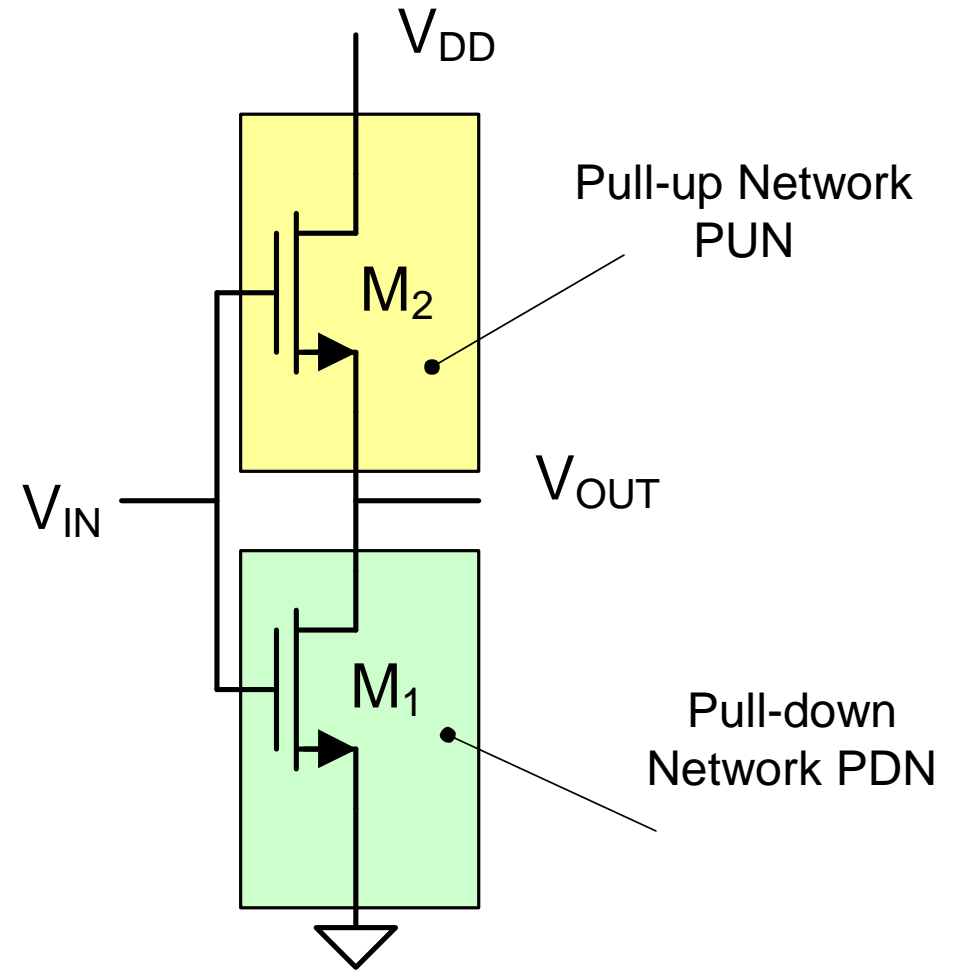 VDD
Pull-up Network
PUN
M2
VOUT
VIN
M1
Pull-down
Network PDN